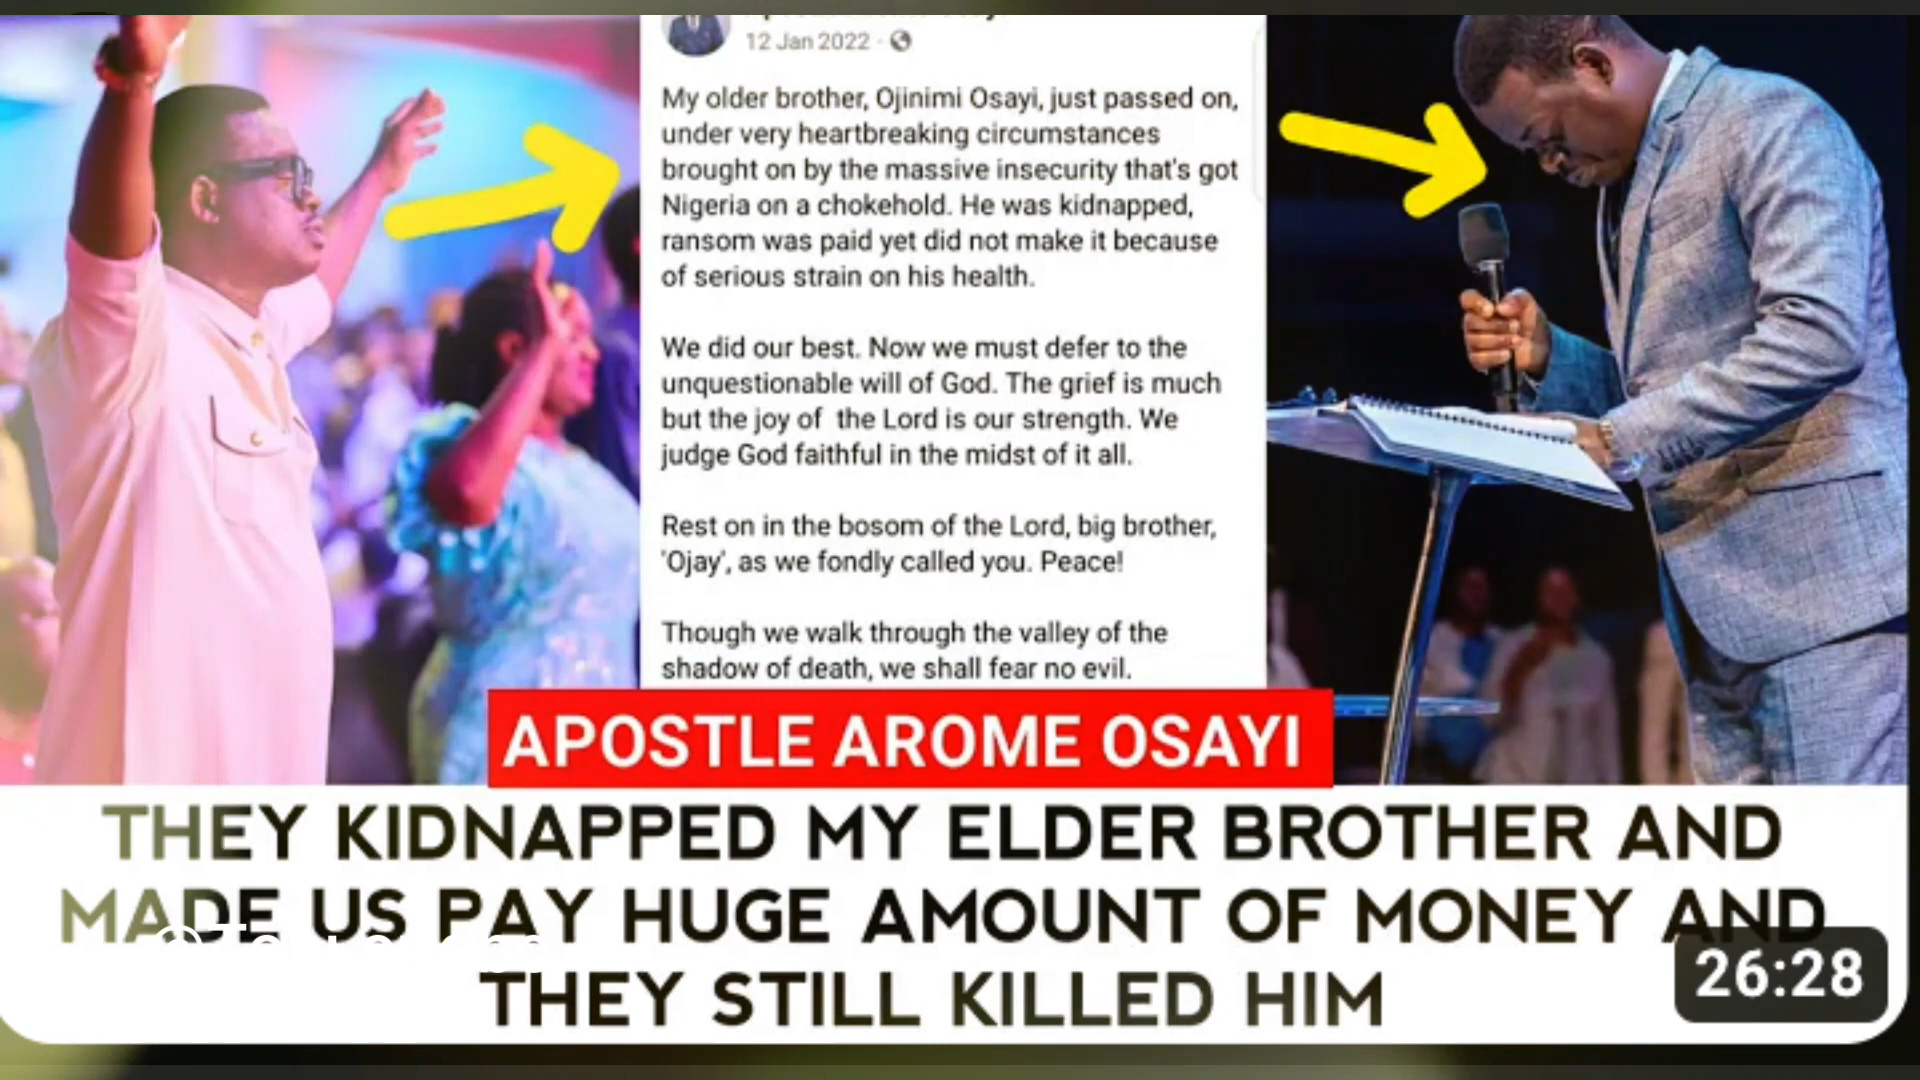 12 Jan 2022 ·
My older brother, Ojinimi Osayi, just passed on,
under very heartbreaking circumstances
brought on by the massive insecurity that's got
Nigeria on a chokehold. He was kidnapped,
ransom was paid yet did not make it because
of serious strain on his health.
We did our best. Now we must defer to the
unquestionable will of God. The grief is much
but the joy of the Lord is our strength. We
judge God faithful in the midst of it all.
Rest on in the bosom of the Lord, big brother,
'Ojay', as we fondly called you. Peace!
Though we walk through the valley of the
shadow of death, we shall fear no evil.
APOSTLE AROME OSAYI
THEY KIDNAPPED MY ELDER BROTHER AND
MADE US PAY HUGE AMOUNT OF MONEY AND
THEY STILL KILLED HIM
26:28